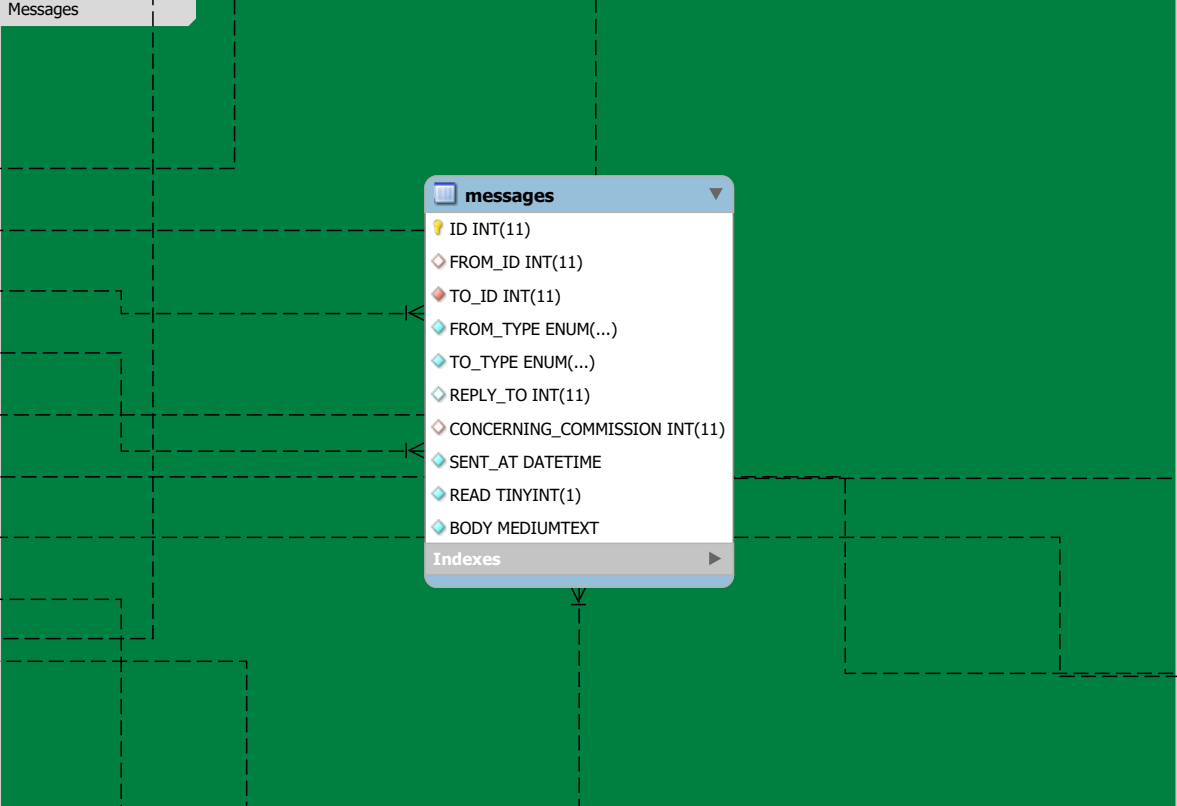 Messages
messages
ID INT(11)
FROM_ID INT(11)
TO_ID INT(11)
FROM_TYPE ENUM(...)
TO_TYPE ENUM(...)
REPLY_TO INT(11)
CONCERNING_COMMISSION INT(11)
SENT_AT DATETIME
READ TINYINT(1)
BODY MEDIUMTEXT
Indexes